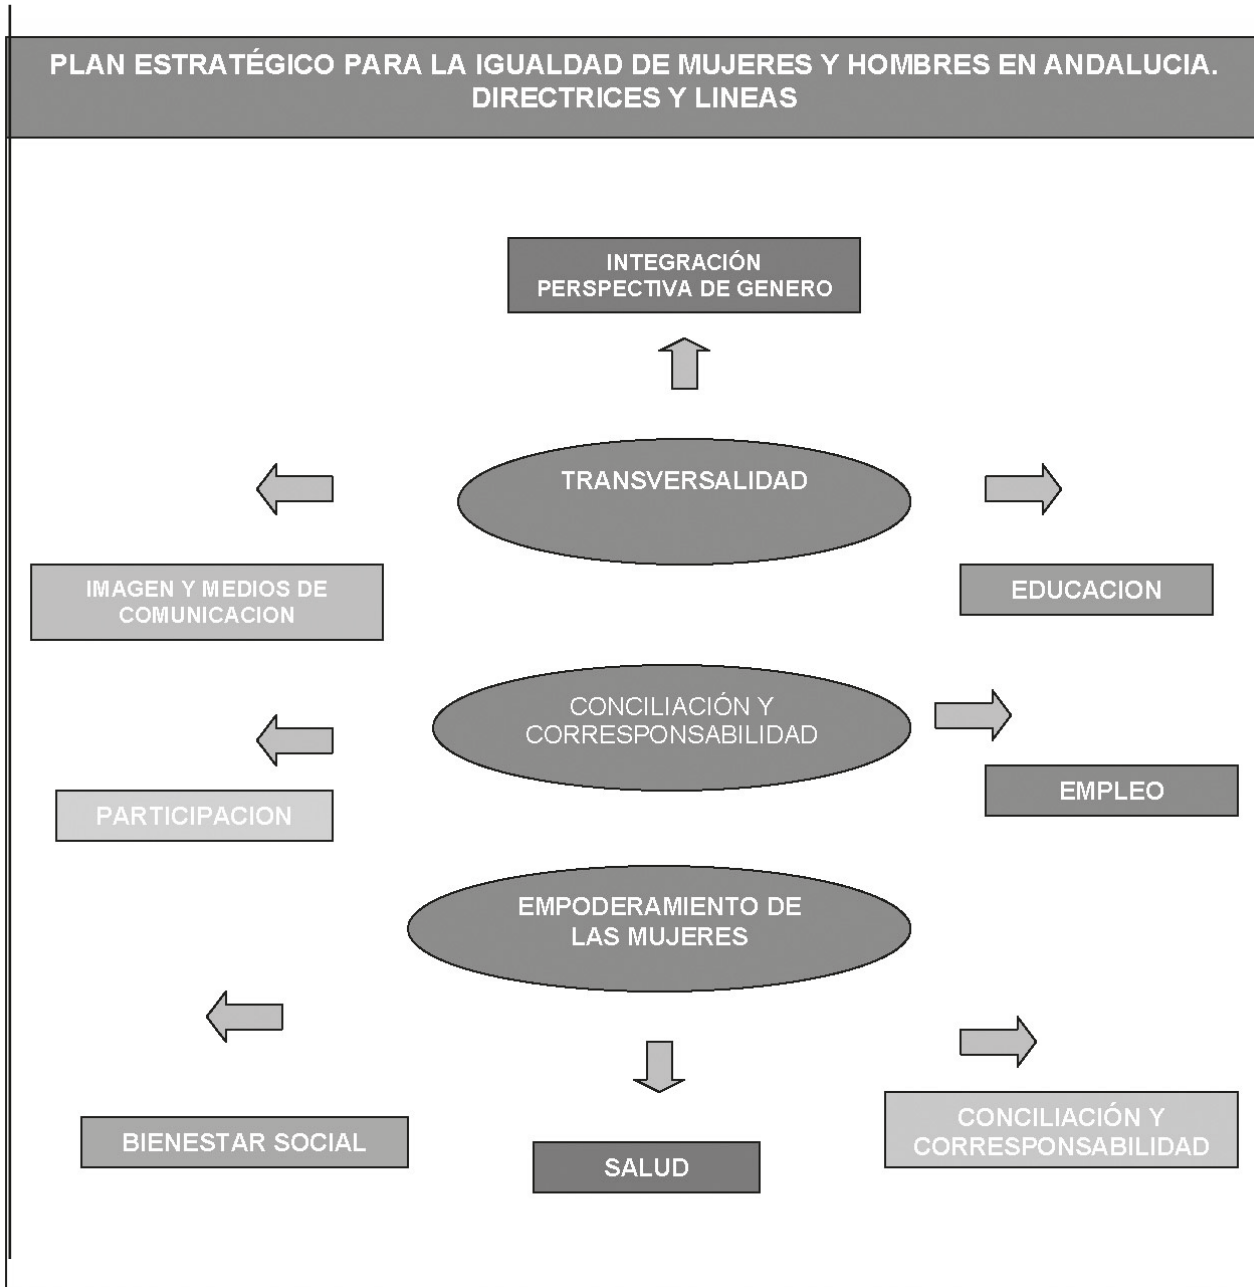 PLAN ESTRATÉGICO PARA LA IGUALDAD DE MUJERES Y HOMBRES EN ANDALUCIA.
DIRECTRICES Y LINEAS
INTEGRACIÓN
PERSPECTIVA DE GENERO
TRANSVERSALIDAD
IMAGEN Y MEDIOS DE
COMUNICACION
EDUCACION
CONCILIACIÓN Y
CORRESPONSABILIDAD
PARTICIPACION
EMPLEO
EMPODERAMIENTO DE
LAS MUJERES
BIENESTAR SOCIAL
SALUD
CONCILIACIÓN Y
CORRESPONSABILIDAD